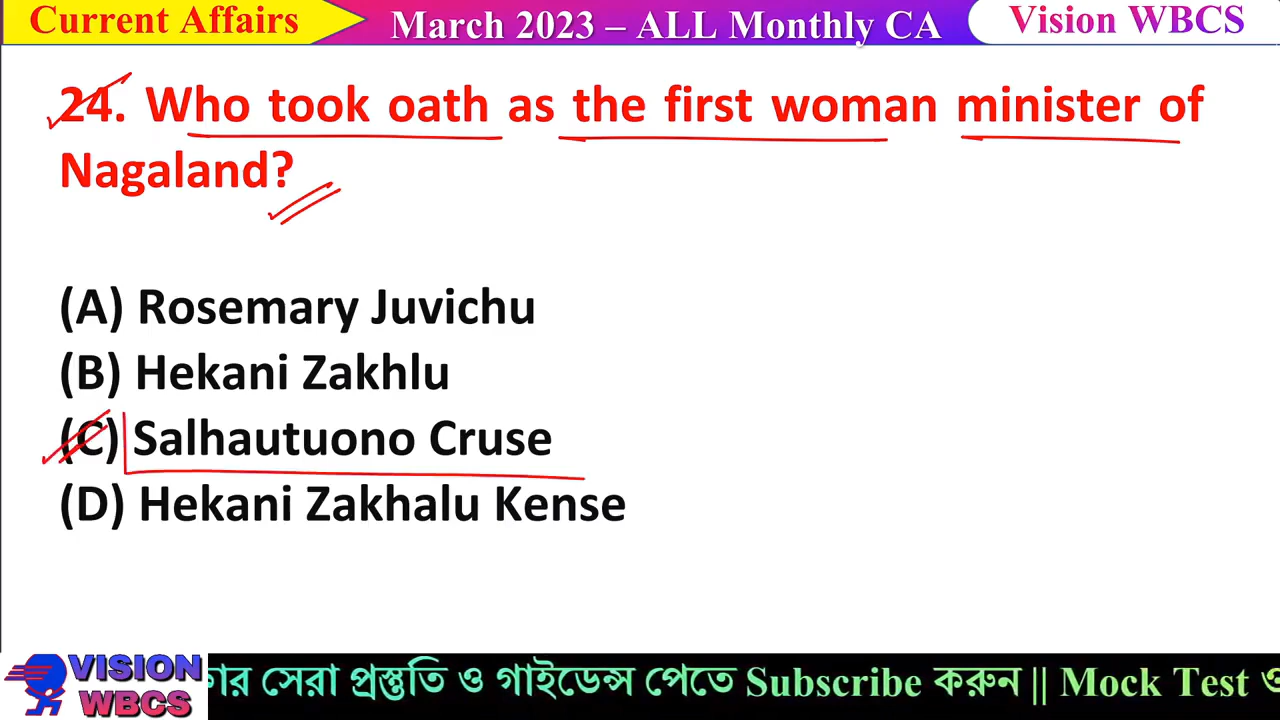 Current Affairs
March 2023 – ALL Monthly CA
Vision WBCS
24. Who took oath as the first woman minister of
Nagaland?
(A) Rosemary Juvichu
(B) Hekani Zakhlu
(C) Salhautuono Cruse
(D) Hekani Zakhalu Kense
VISION
WBCS
সেরা প্রস্তুতি ও গাইডেন্স পেতে Subscribe করুন || Mock Test ও